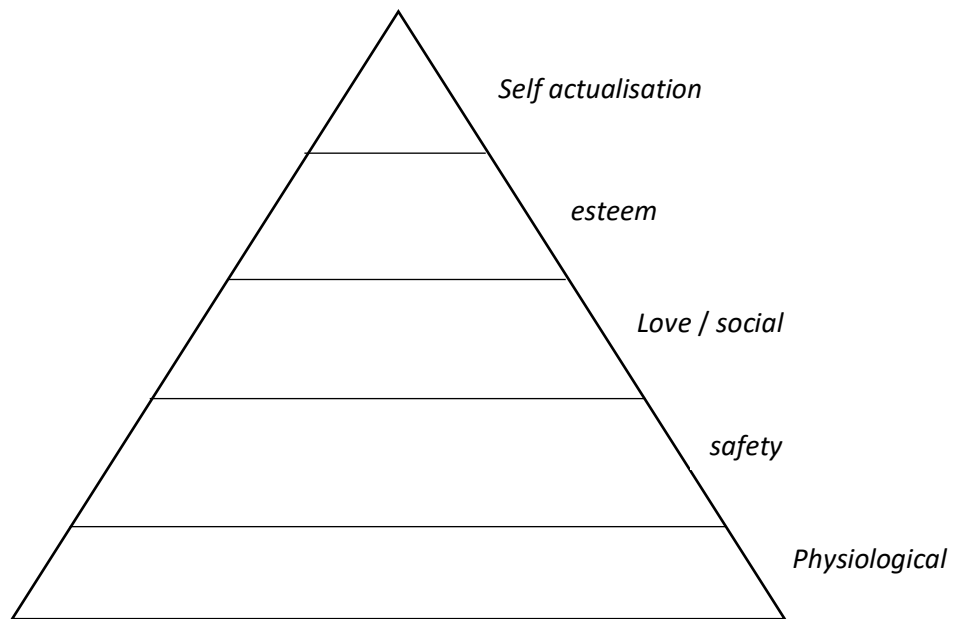 Self actualisation
esteem
Love / social
safety
Physiological